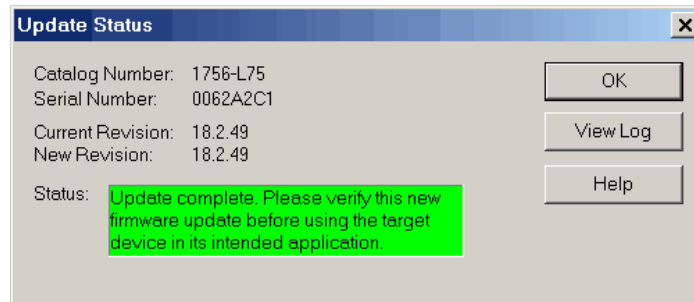 Update Status
Catalog Number: 1756-L75
Serial Number: 0062A2C1
Current Revision: 18.2.49
New Revision: 18.2.49
Status: Update complete. Please verify this new
firmware update before using the target
device in its intended application.
OK
View Log
Help